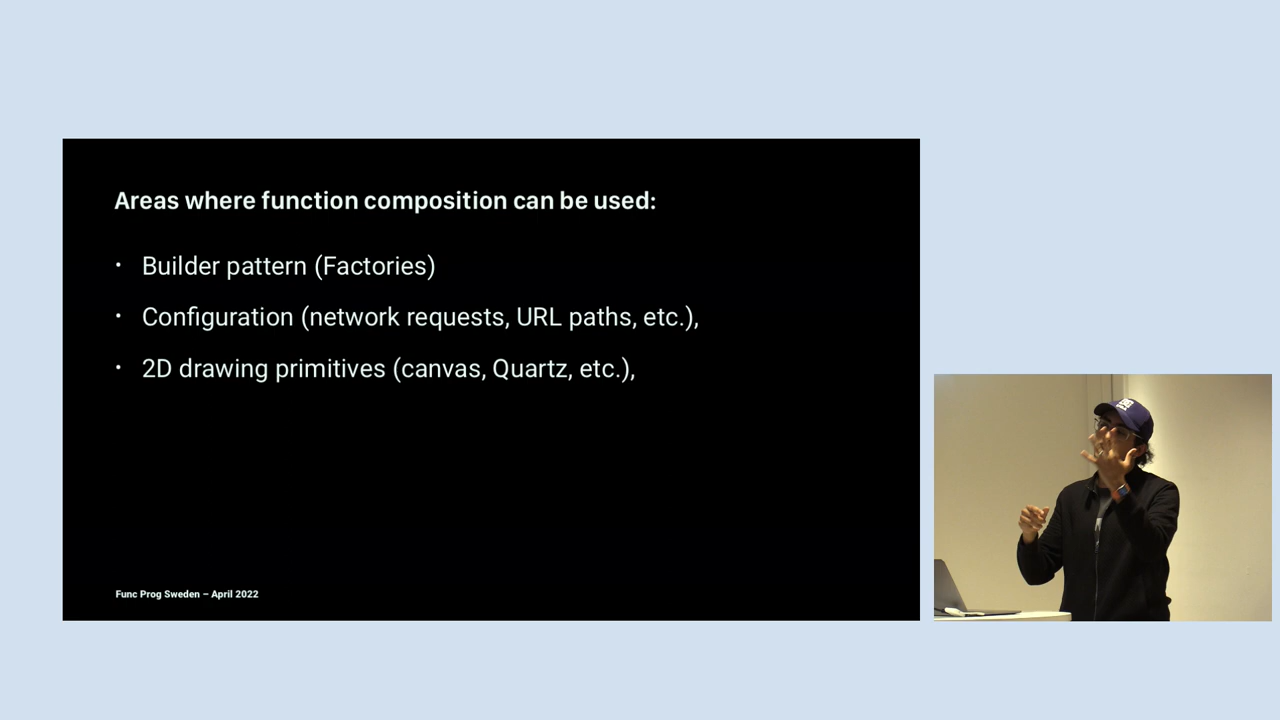 Areas where function composition can be used:
• Builder pattern (Factories)
• Configuration (network requests, URL paths, etc.),
• 2D drawing primitives (canvas, Quartz, etc.),
Func Prog Sweden – April 2022